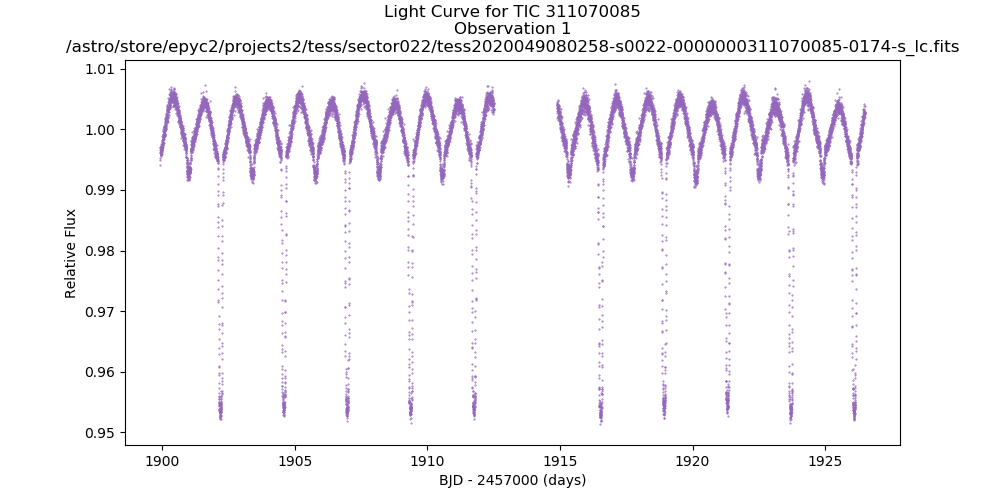 Light Curve for TIC 311070085
Observation 1
/astro/store/epyc2/projects2/tess/sector022/tess2020049080258-s0022-0000000311070085-0174-s_lc.fits
1.01
1.00
0.99
0.98
0.97
0.96
0.95
Relative Flux
1900
1905
1910
1915
1920
1925
BJD - 2457000 (days)